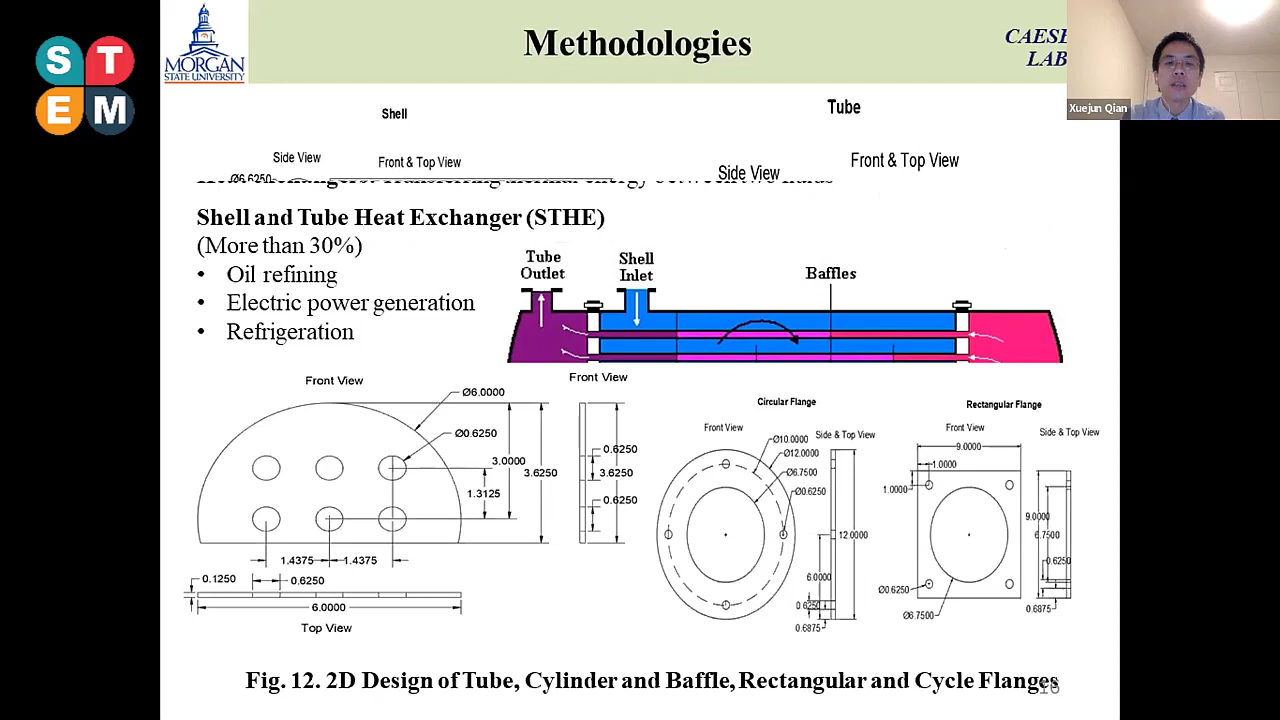 S T
E M
MORGAN
STATE UNIVERSITY
Methodologies
LAB
Xuejun Qian
Shell
Tube
Side View
Front & Top View
Side View
Front & Top View
Ø6.6250
Shell and Tube Heat Exchanger (STHE)
(More than 30%)
• Oil refining
• Electric power generation
• Refrigeration
Tube
Outlet
Shell
Inlet
Baffles
Front View
Ø6.0000
Ø0.6250
3.0000
3.6250
1.3125
1.4375
1.4375
0.1250
0.6250
6.0000
Top View
Front View
0.6250
3.6250
0.6250
Circular Flange
Front View
Side & Top View
Ø10.0000
Ø12.0000
Ø6.7500
Ø0.6250
12.0000
6.0000
0.6250
0.6875
Rectangular Flange
Front View
Side & Top View
9.0000
1.0000
1.0000
9.0000
6.7500
0.6250
Ø0.6250
Ø6.7500
0.6875
Fig. 12. 2D Design of Tube, Cylinder and Baffle, Rectangular and Cycle Flanges
16